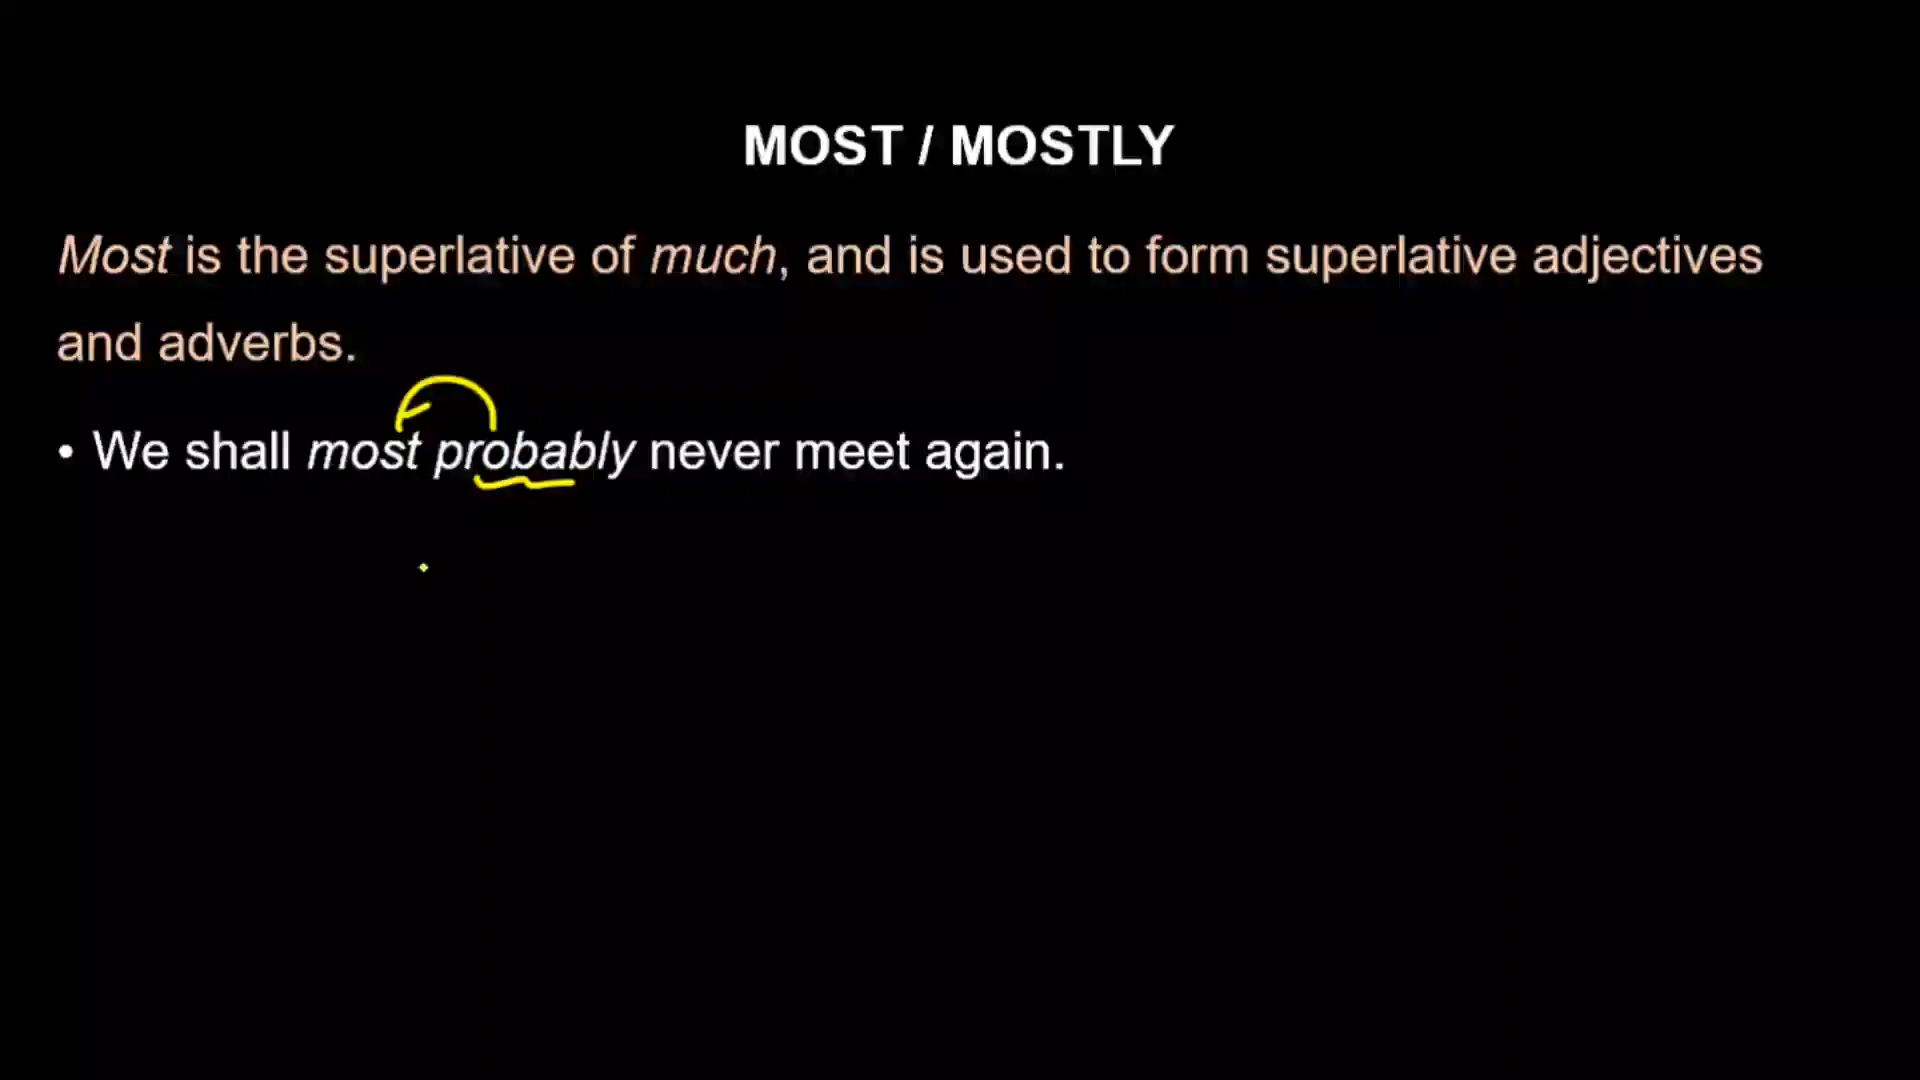 MOST / MOSTLY
Most is the superlative of much, and is used to form superlative adjectives
and adverbs.
• We shall most probably never meet again.